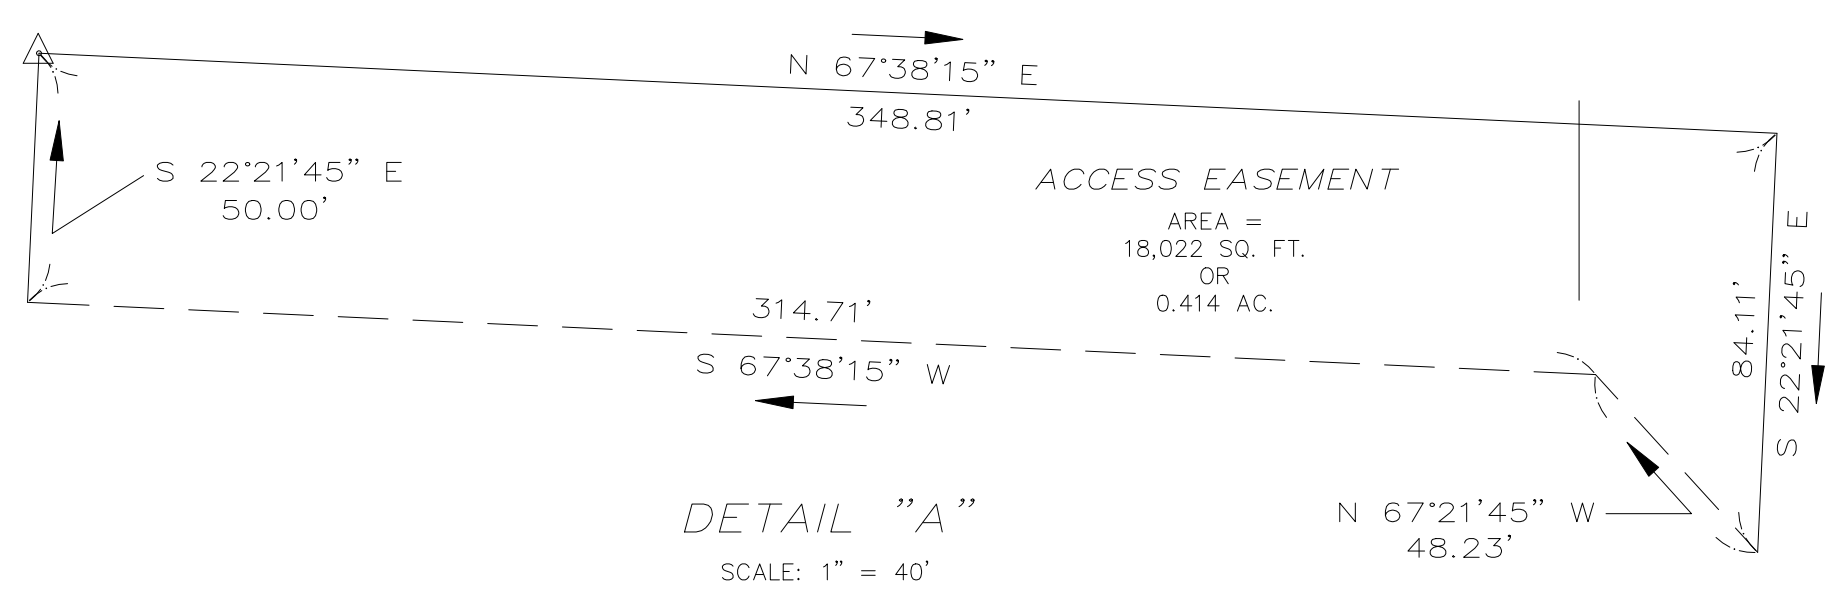 N 67°38'15" E
348.81'
S 22°21'45" E
50.00'
ACCESS EASEMENT
AREA =
18,022 SQ. FT.
OR
0.414 AC.
84.11'
S 22°21'45" E
314.71'
S 67°38'15" W
N 67°21'45" W
48.23'
DETAIL "A"
SCALE: 1" = 40'